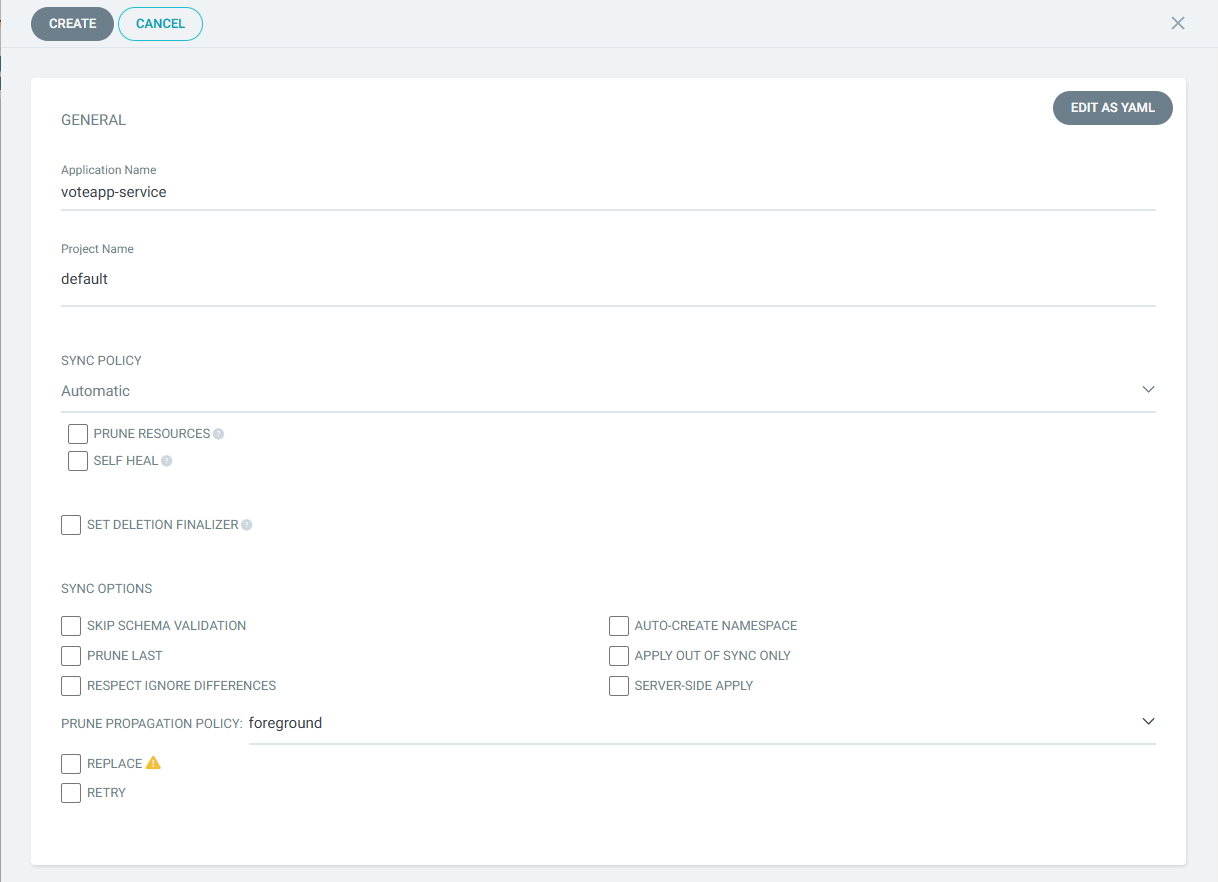 CREATE CANCEL
EDIT AS YAML
GENERAL
Application Name
voteapp-service
Project Name
default
SYNC POLICY
Automatic
PRUNE RESOURCES ?
SELF HEAL ?
SET DELETION FINALIZER ?
SYNC OPTIONS
SKIP SCHEMA VALIDATION AUTO-CREATE NAMESPACE
PRUNE LAST APPLY OUT OF SYNC ONLY
RESPECT IGNORE DIFFERENCES SERVER-SIDE APPLY
PRUNE PROPAGATION POLICY: foreground
REPLACE
RETRY